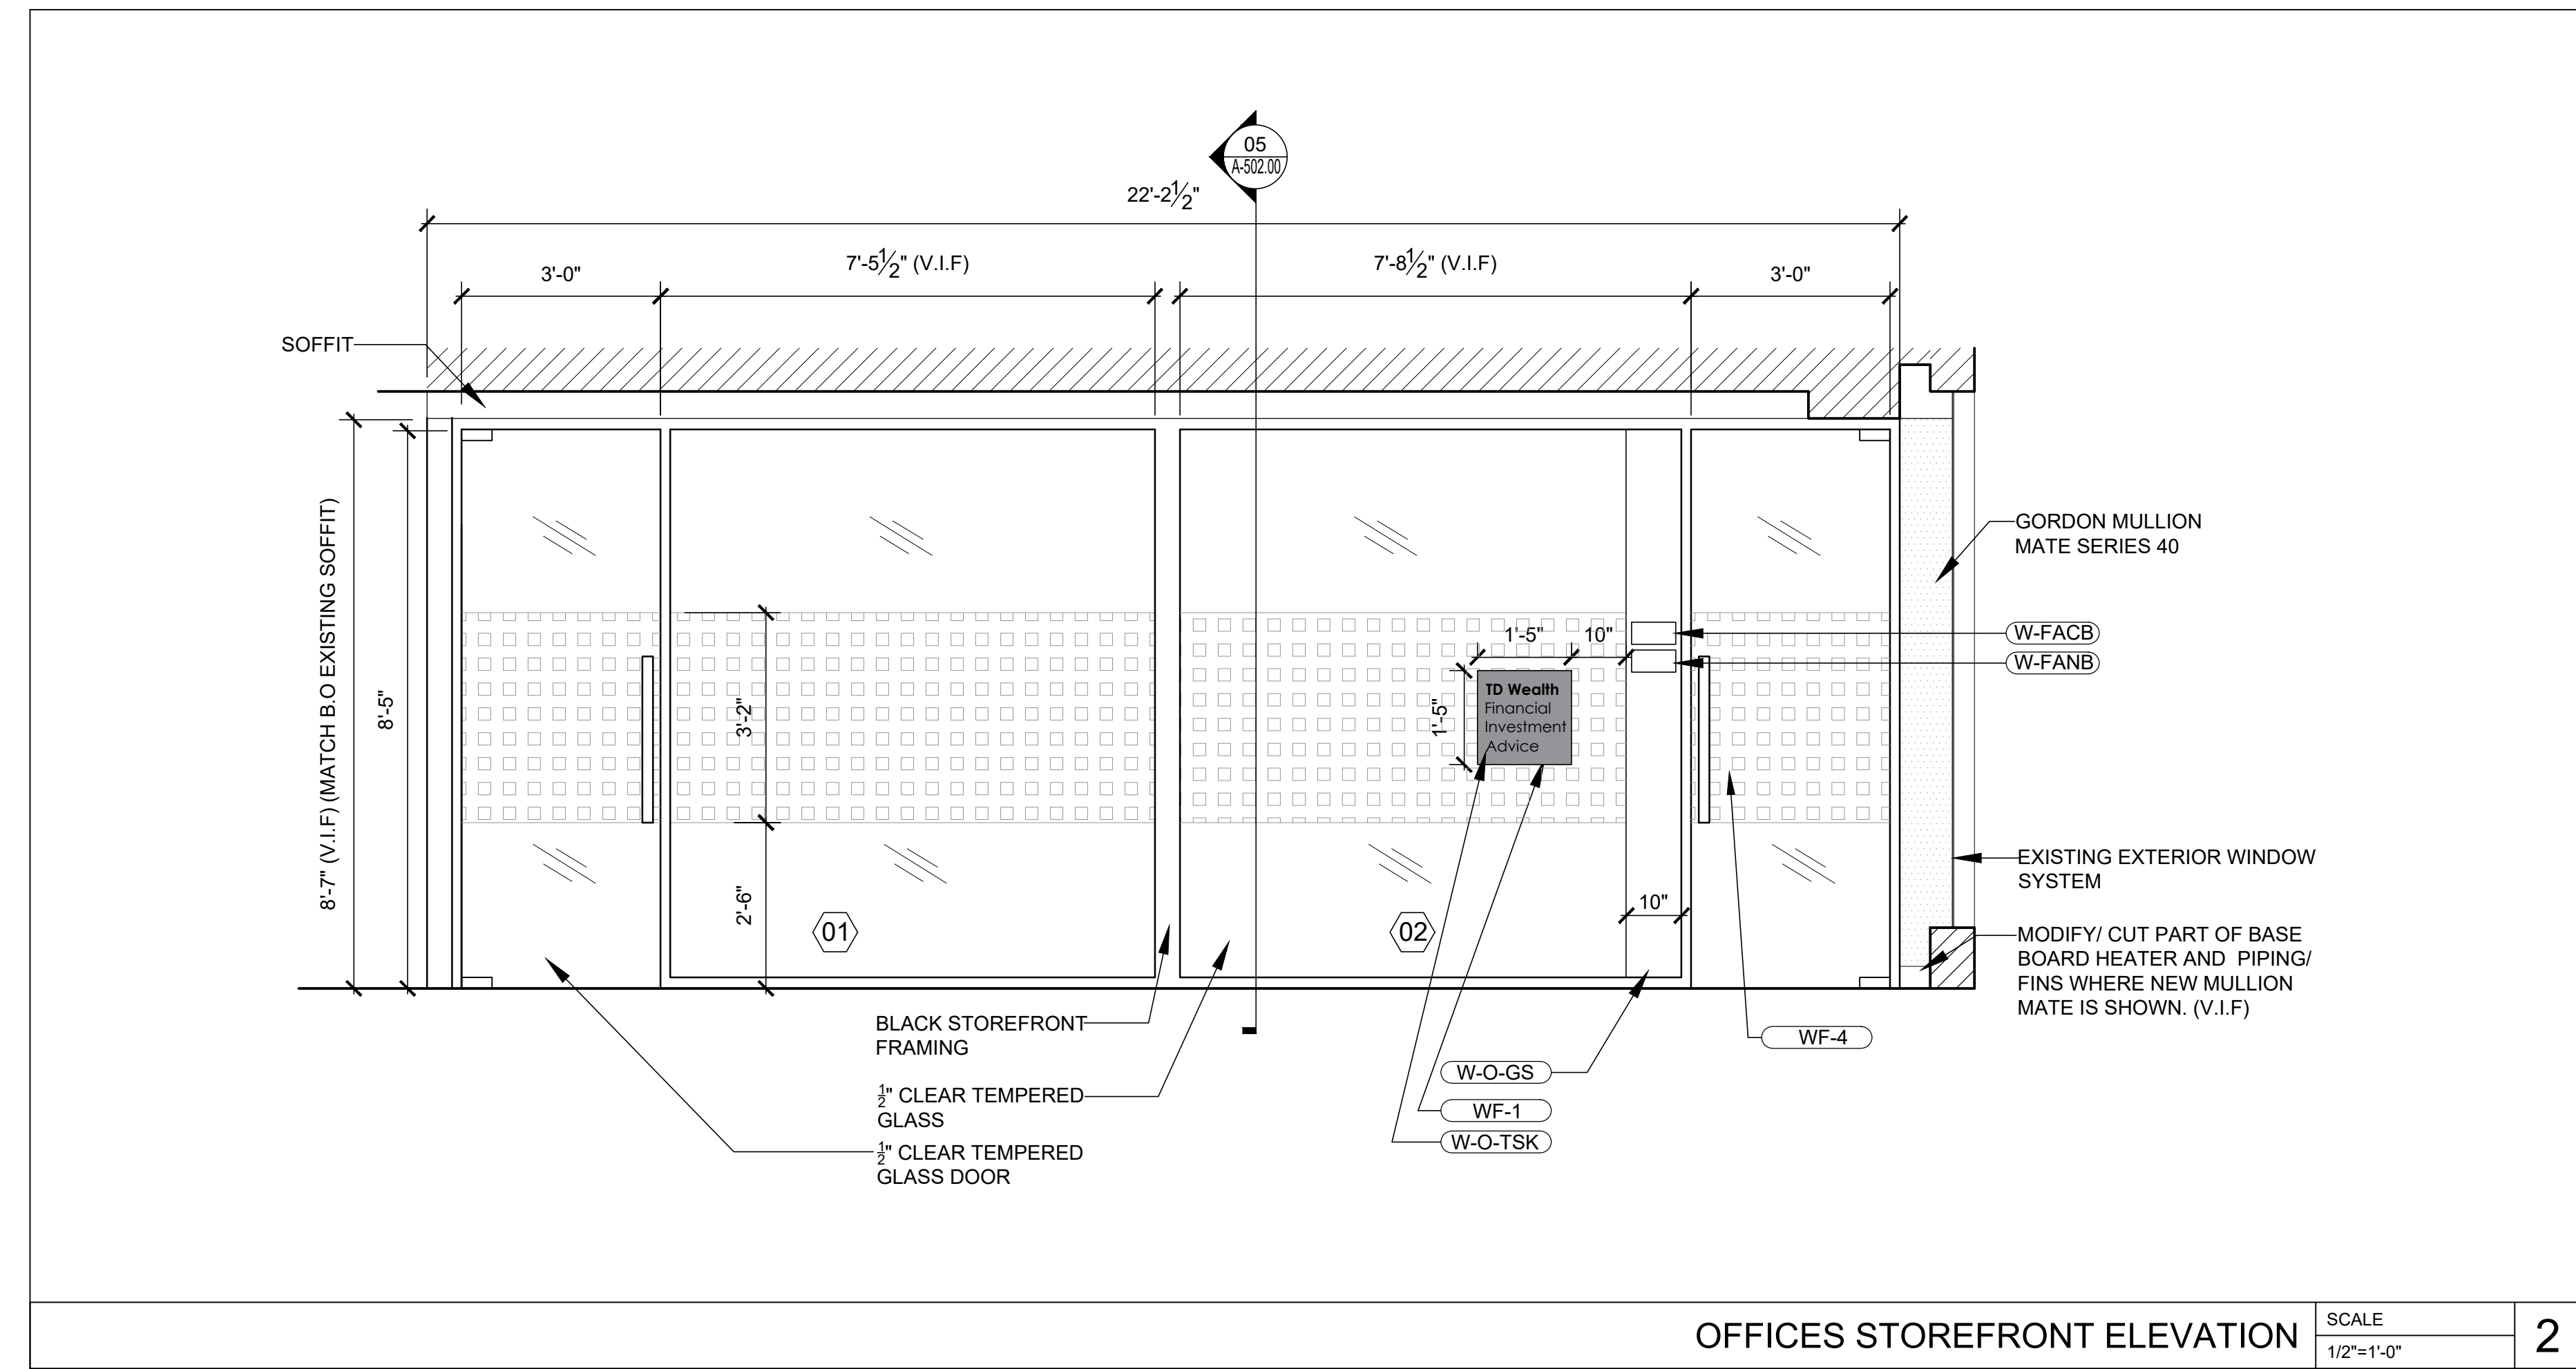 05
A-502.00
22'-2½"
3'-0"
7'-5½" (V.I.F)
7'-8½" (V.I.F)
3'-0"
SOFFIT
8'-7" (V.I.F) (MATCH B.O EXISTING SOFFIT)
8'-5"
3'-2"
2'-6"
01
1'-5"
10"
1'-5"
TD Wealth
Financial
Investment
Advice
02
10"
GORDON MULLION
MATE SERIES 40
W-FACB
W-FANB
EXISTING EXTERIOR WINDOW
SYSTEM
MODIFY/ CUT PART OF BASE
BOARD HEATER AND PIPING/
FINS WHERE NEW MULLION
MATE IS SHOWN. (V.I.F)
BLACK STOREFRONT
FRAMING
½" CLEAR TEMPERED
GLASS
½" CLEAR TEMPERED
GLASS DOOR
W-O-GS
WF-1
W-O-TSK
WF-4
OFFICES STOREFRONT ELEVATION
SCALE
1/2"=1'-0"
2